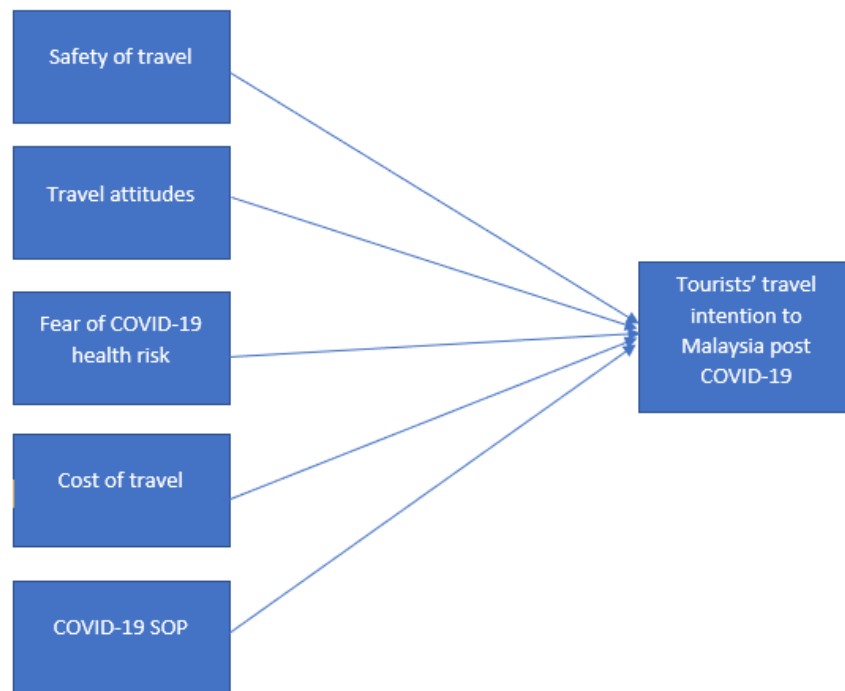 Safety of travel
Travel attitudes
Fear of COVID-19
health risk
Cost of travel
COVID-19 SOP
Tourists’ travel
intention to
Malaysia post
COVID-19